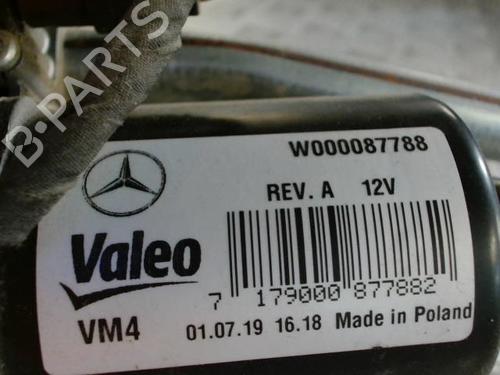 B-PARTS
W000087788
REV. A 12V
Valeo
7 179000 877882
VM4 01.07.19 16.18 Made in Poland